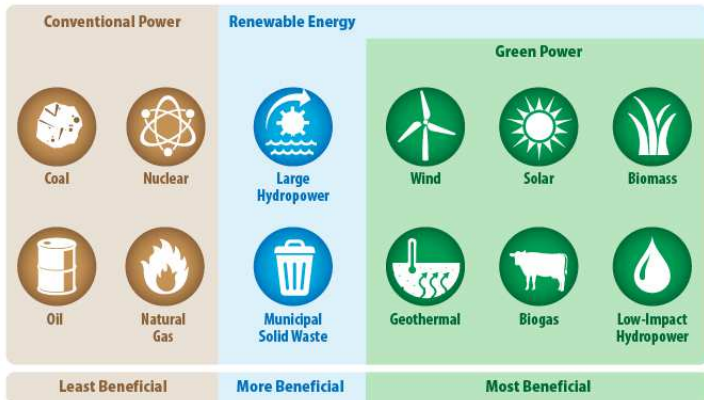 Conventional Power
Renewable Energy
Green Power
Coal
Nuclear
Large
Hydropower
Wind
Solar
Biomass
Oil
Natural
Gas
Municipal
Solid Waste
Geothermal
Biogas
Low-Impact
Hydropower
Least Beneficial
More Beneficial
Most Beneficial